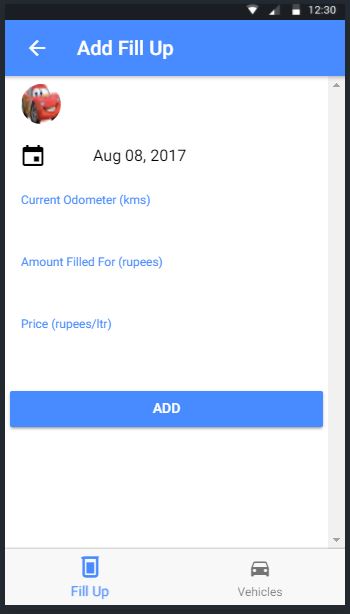 12:30
Add Fill Up
Aug 08, 2017
Current Odometer (kms)
Amount Filled For (rupees)
Price (rupees/ltr)
ADD
Fill Up
Vehicles